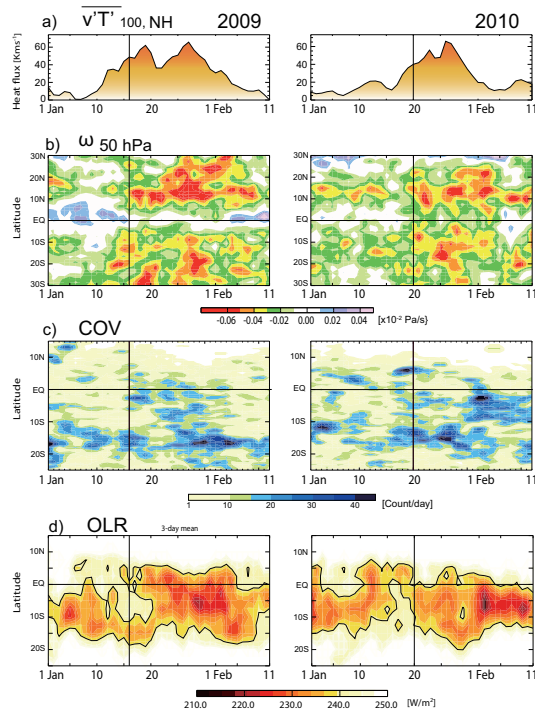 a) v'T' 100, NH 2009 2010
Heat flux [Kms⁻¹]
60
40
20
0
1 Jan 10 20 1 Feb 11 1 Jan 10 20 1 Feb 11
b) ω 50 hPa
Latitude
30N
20N
10N
EQ
10S
20S
30S
1 Jan 10 20 1 Feb 11 1 Jan 10 20 1 Feb 11
-0.06 -0.04 -0.02 0.00 0.02 0.04 [x10⁻² Pa/s}
c) COV
Latitude
10N
EQ
10S
20S
1 Jan 10 20 1 Feb 11 1 Jan 10 20 1 Feb 11
1 10 20 30 40 [Count/day]
d) OLR 3-day mean
Latitude
10N
EQ
10S
20S
1 Jan 10 20 1 Feb 11 1 Jan 10 20 1 Feb 11
210.0 220.0 230.0 240.0 250.0 [W/m²]